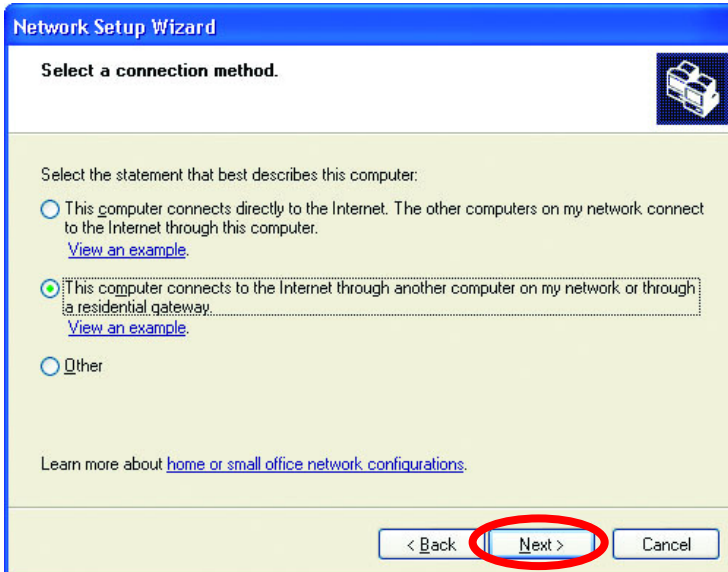 Network Setup Wizard
Select a connection method.
Select the statement that best describes this computer:
This computer connects directly to the Internet. The other computers on my network connect
to the Internet through this computer.
View an example.
This computer connects to the Internet through another computer on my network or through
a residential gateway.
View an example.
Other
Learn more about home or small office network configurations.
< Back Next > Cancel